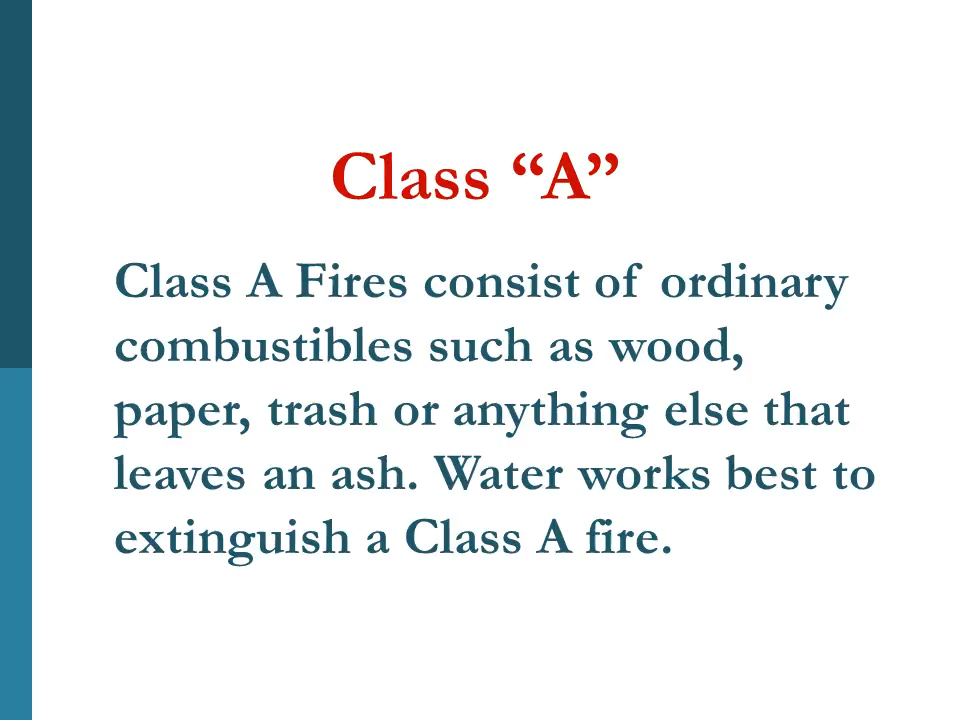 Class “A”
Class A Fires consist of ordinary
combustibles such as wood,
paper, trash or anything else that
leaves an ash. Water works best to
extinguish a Class A fire.